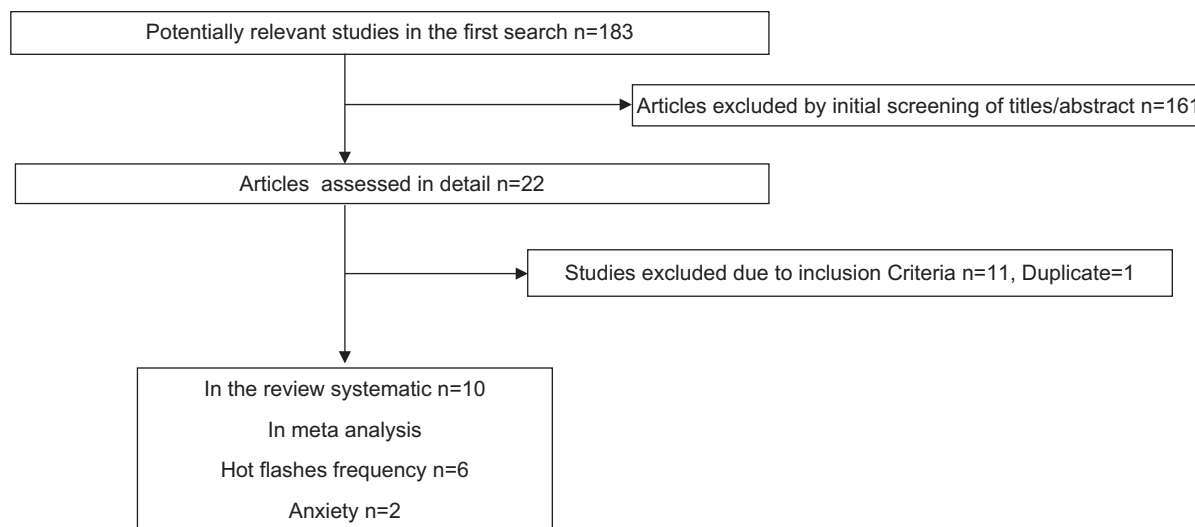 Potentially relevant studies in the first search n=183
Articles excluded by initial screening of titles/abstract n=161
Articles assessed in detail n=22
Studies excluded due to inclusion Criteria n=11, Duplicate=1
In the review systematic n=10
In meta analysis
Hot flashes frequency n=6
Anxiety n=2